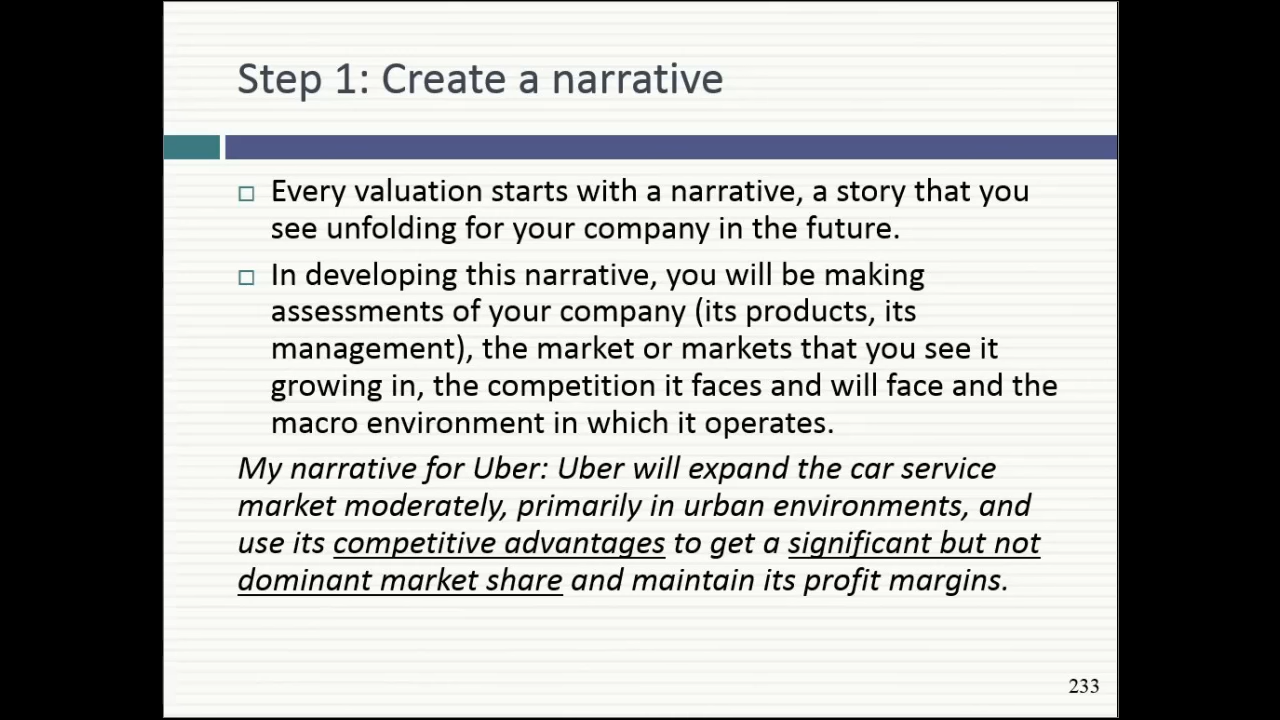 Step 1: Create a narrative
Every valuation starts with a narrative, a story that you
see unfolding for your company in the future.
In developing this narrative, you will be making
assessments of your company (its products, its
management), the market or markets that you see it
growing in, the competition it faces and will face and the
macro environment in which it operates.
My narrative for Uber: Uber will expand the car service
market moderately, primarily in urban environments, and
use its competitive advantages to get a significant but not
dominant market share and maintain its profit margins.
233